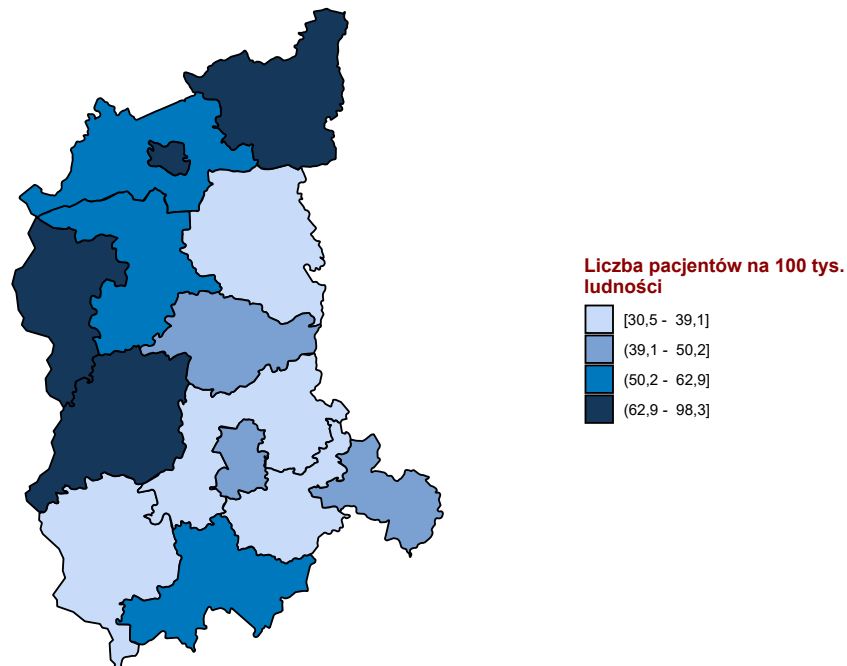 Liczba pacjentów na 100 tys.
ludności
[30,5 - 39,1]
(39,1 - 50,2]
(50,2 - 62,9]
(62,9 - 98,3]